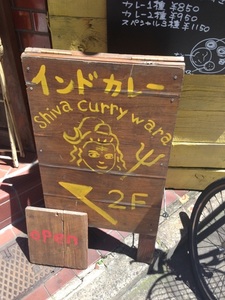 カレー1種 ¥850
カレー2種 ¥950
スペシャル3種 ¥1150
インドカレー
Shiva curry wara
2F
open